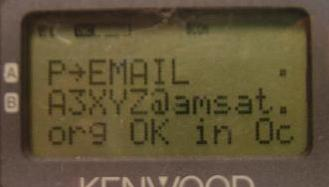 A P→EMAIL
B A3XYZ@amsat.
org OK in Oc
KENWOOD